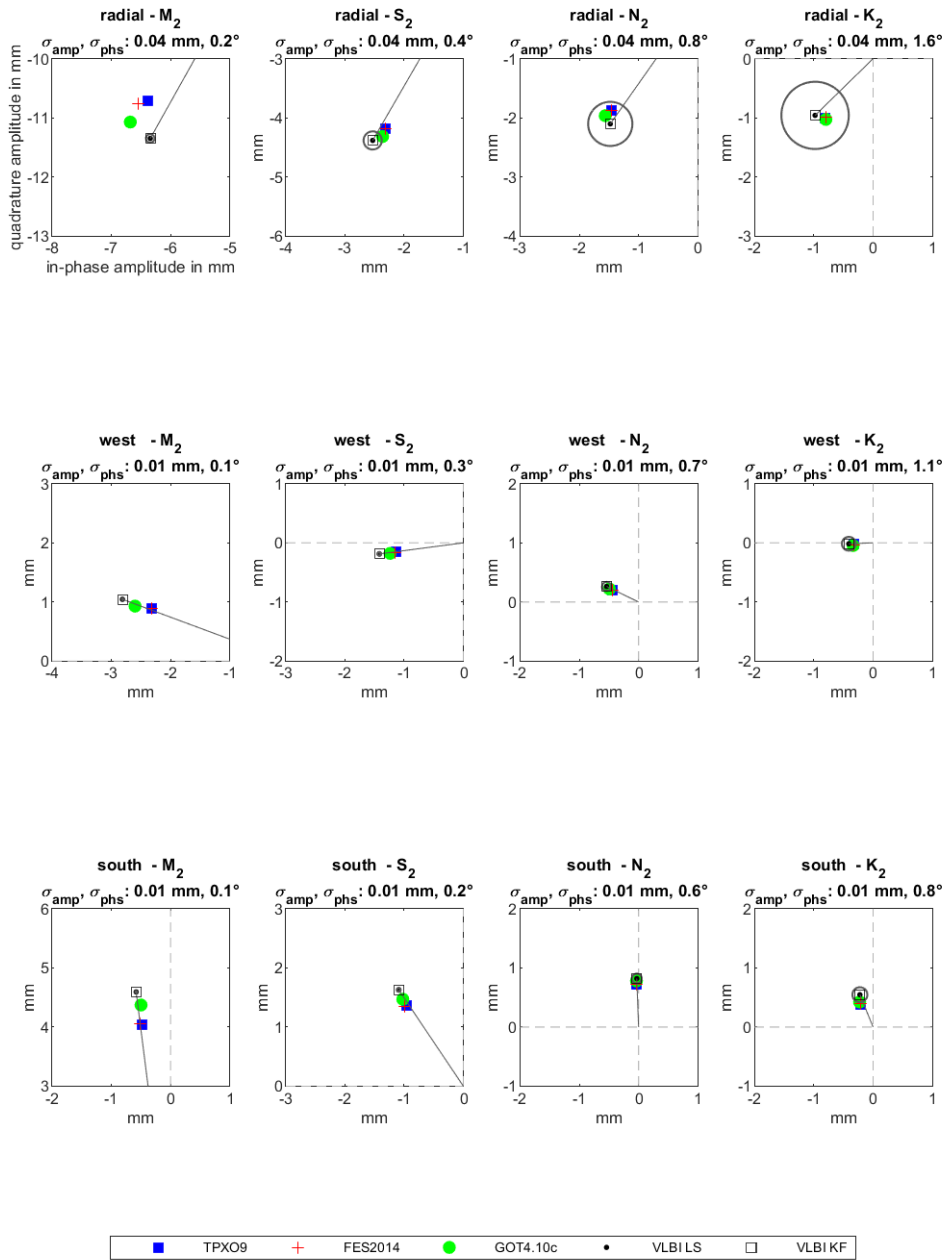 radial - M2
σamp, σphs: 0.04 mm, 0.2°
-10
-11
-12
-13
quadrature amplitude in mm
-8 -7 -6 -5
in-phase amplitude in mm
radial - S2
σamp, σphs: 0.04 mm, 0.4°
-3
-4
-5
-6
mm
-4 -3 -2 -1
mm
radial - N2
σamp, σphs: 0.04 mm, 0.8°
-1
-2
-3
-4
mm
-3 -2 -1 0
mm
radial - K2
σamp, σphs: 0.04 mm, 1.6°
0
-1
-2
-3
mm
-2 -1 0 1
mm
west - M2
σamp, σphs: 0.01 mm, 0.1°
3
2
1
0
mm
-4 -3 -2 -1
mm
west - S2
σamp, σphs: 0.01 mm, 0.3°
1
0
-1
-2
mm
-3 -2 -1 0
mm
west - N2
σamp, σphs: 0.01 mm, 0.7°
2
1
0
-1
mm
-2 -1 0 1
mm
west - K2
σamp, σphs: 0.01 mm, 1.1°
1
0
-1
-2
mm
-2 -1 0 1
mm
south - M2
σamp, σphs: 0.01 mm, 0.1°
6
5
4
3
mm
-2 -1 0 1
mm
south - S2
σamp, σphs: 0.01 mm, 0.2°
3
2
1
0
mm
-3 -2 -1 0
mm
south - N2
σamp, σphs: 0.01 mm, 0.6°
2
1
0
-1
mm
-2 -1 0 1
mm
south - K2
σamp, σphs: 0.01 mm, 0.8°
2
1
0
-1
mm
-2 -1 0 1
mm
TPXO9 FES2014 GOT4.10c VLBI LS VLBI KF